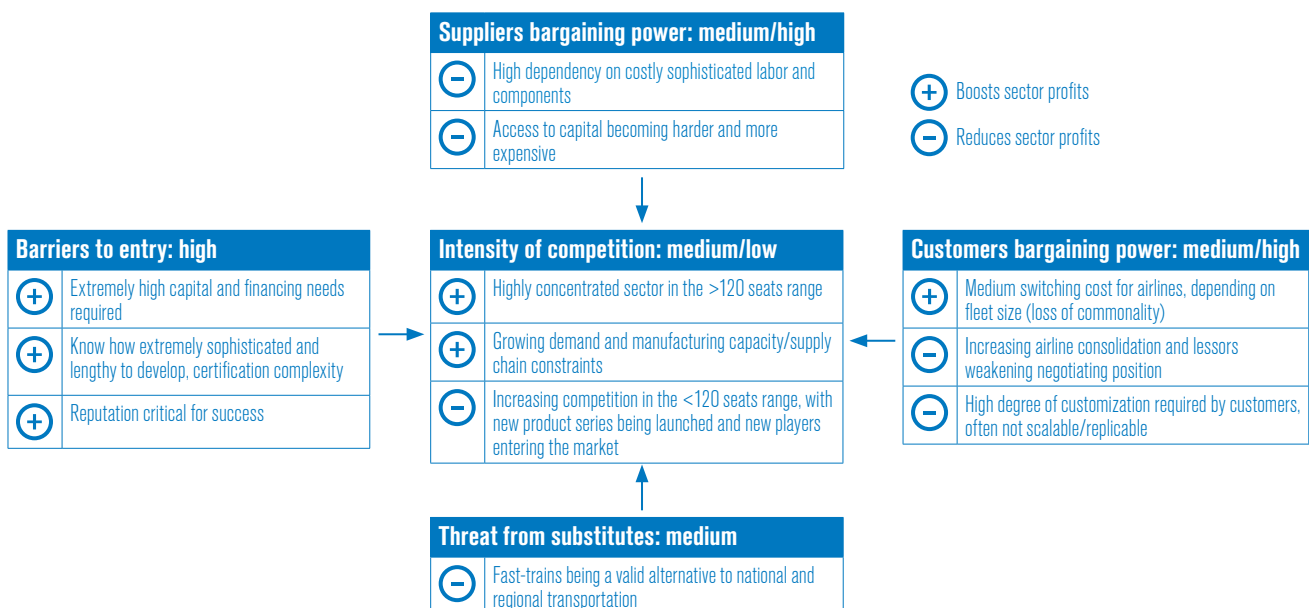 Suppliers bargaining power: medium/high
High dependency on costly sophisticated labor and
components
Access to capital becoming harder and more
expensive
Boosts sector profits
Reduces sector profits
Barriers to entry: high
Extremely high capital and financing needs
required
Know how extremely sophisticated and
lengthy to develop, certification complexity
Reputation critical for success
Intensity of competition: medium/low
Highly concentrated sector in the >120 seats range
Growing demand and manufacturing capacity/supply
chain constraints
Increasing competition in the <120 seats range, with
new product series being launched and new players
entering the market
Customers bargaining power: medium/high
Medium switching cost for airlines, depending on
fleet size (loss of commonality)
Increasing airline consolidation and lessors
weakening negotiating position
High degree of customization required by customers,
often not scalable/replicable
Threat from substitutes: medium
Fast-trains being a valid alternative to national and
regional transportation